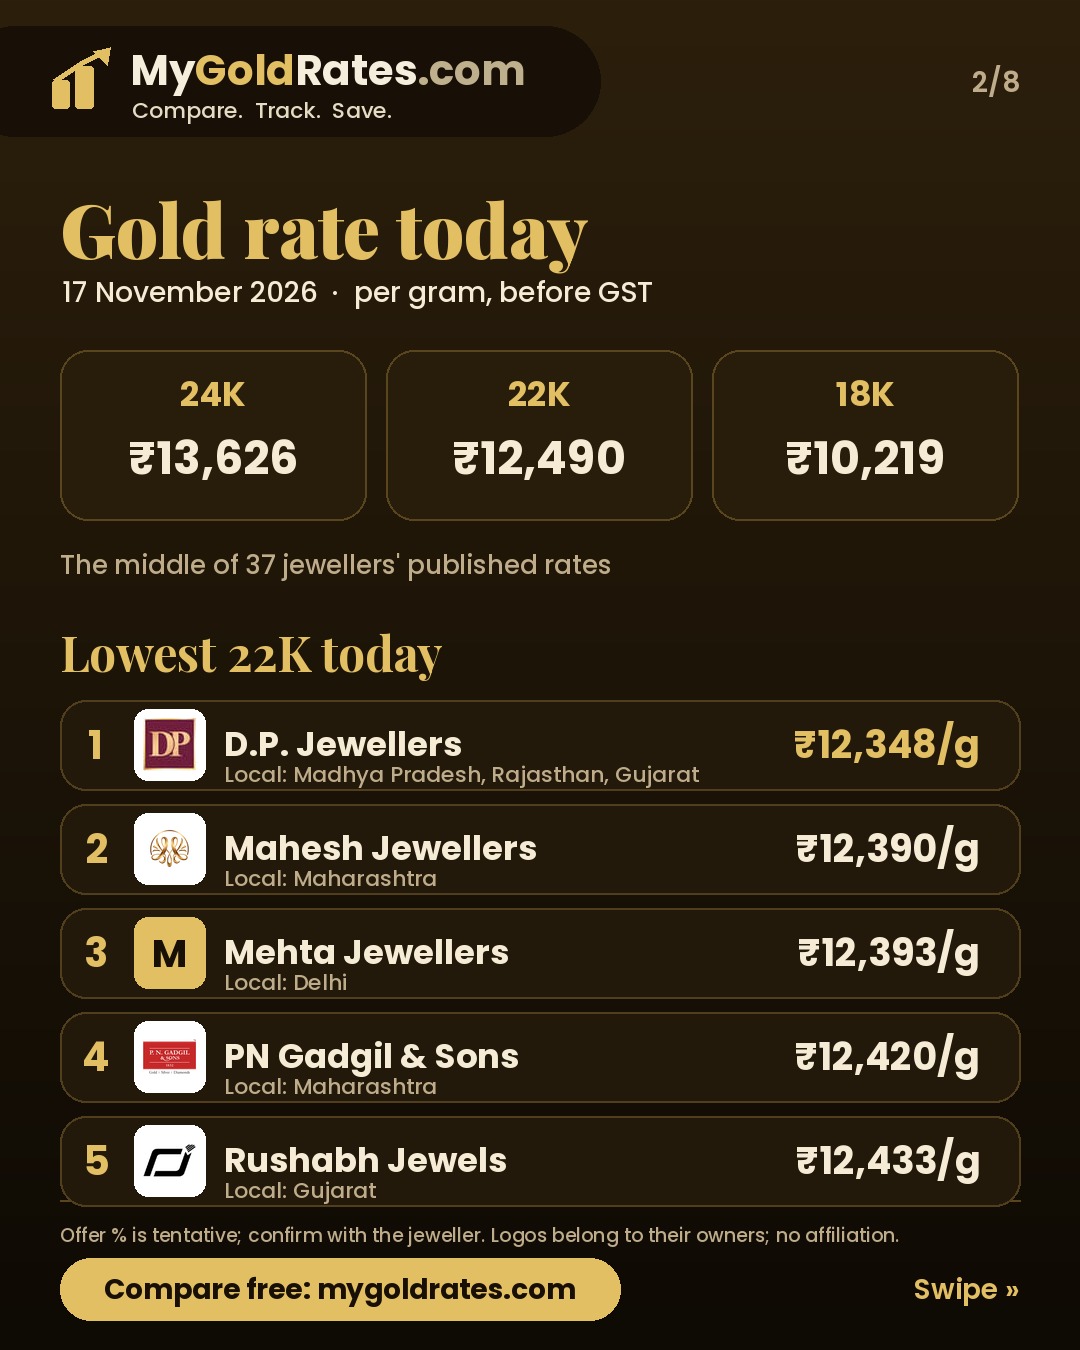 MyGoldRates.com
Compare. Track. Save.
2/8
Gold rate today
17 November 2026 · per gram, before GST
24K
₹13,626
22K
₹12,490
18K
₹10,219
The middle of 37 jewellers' published rates
Lowest 22K today
1
DP
D.P. Jewellers
Local: Madhya Pradesh, Rajasthan, Gujarat
₹12,348/g
2
Mahesh Jewellers
Local: Maharashtra
₹12,390/g
3
M
Mehta Jewellers
Local: Delhi
₹12,393/g
4
P. N. GADGIL
& SONS
PN Gadgil & Sons
Local: Maharashtra
₹12,420/g
5
Rushabh Jewels
Local: Gujarat
₹12,433/g
Offer % is tentative; confirm with the jeweller. Logos belong to their owners; no affiliation.
Compare free: mygoldrates.com
Swipe »